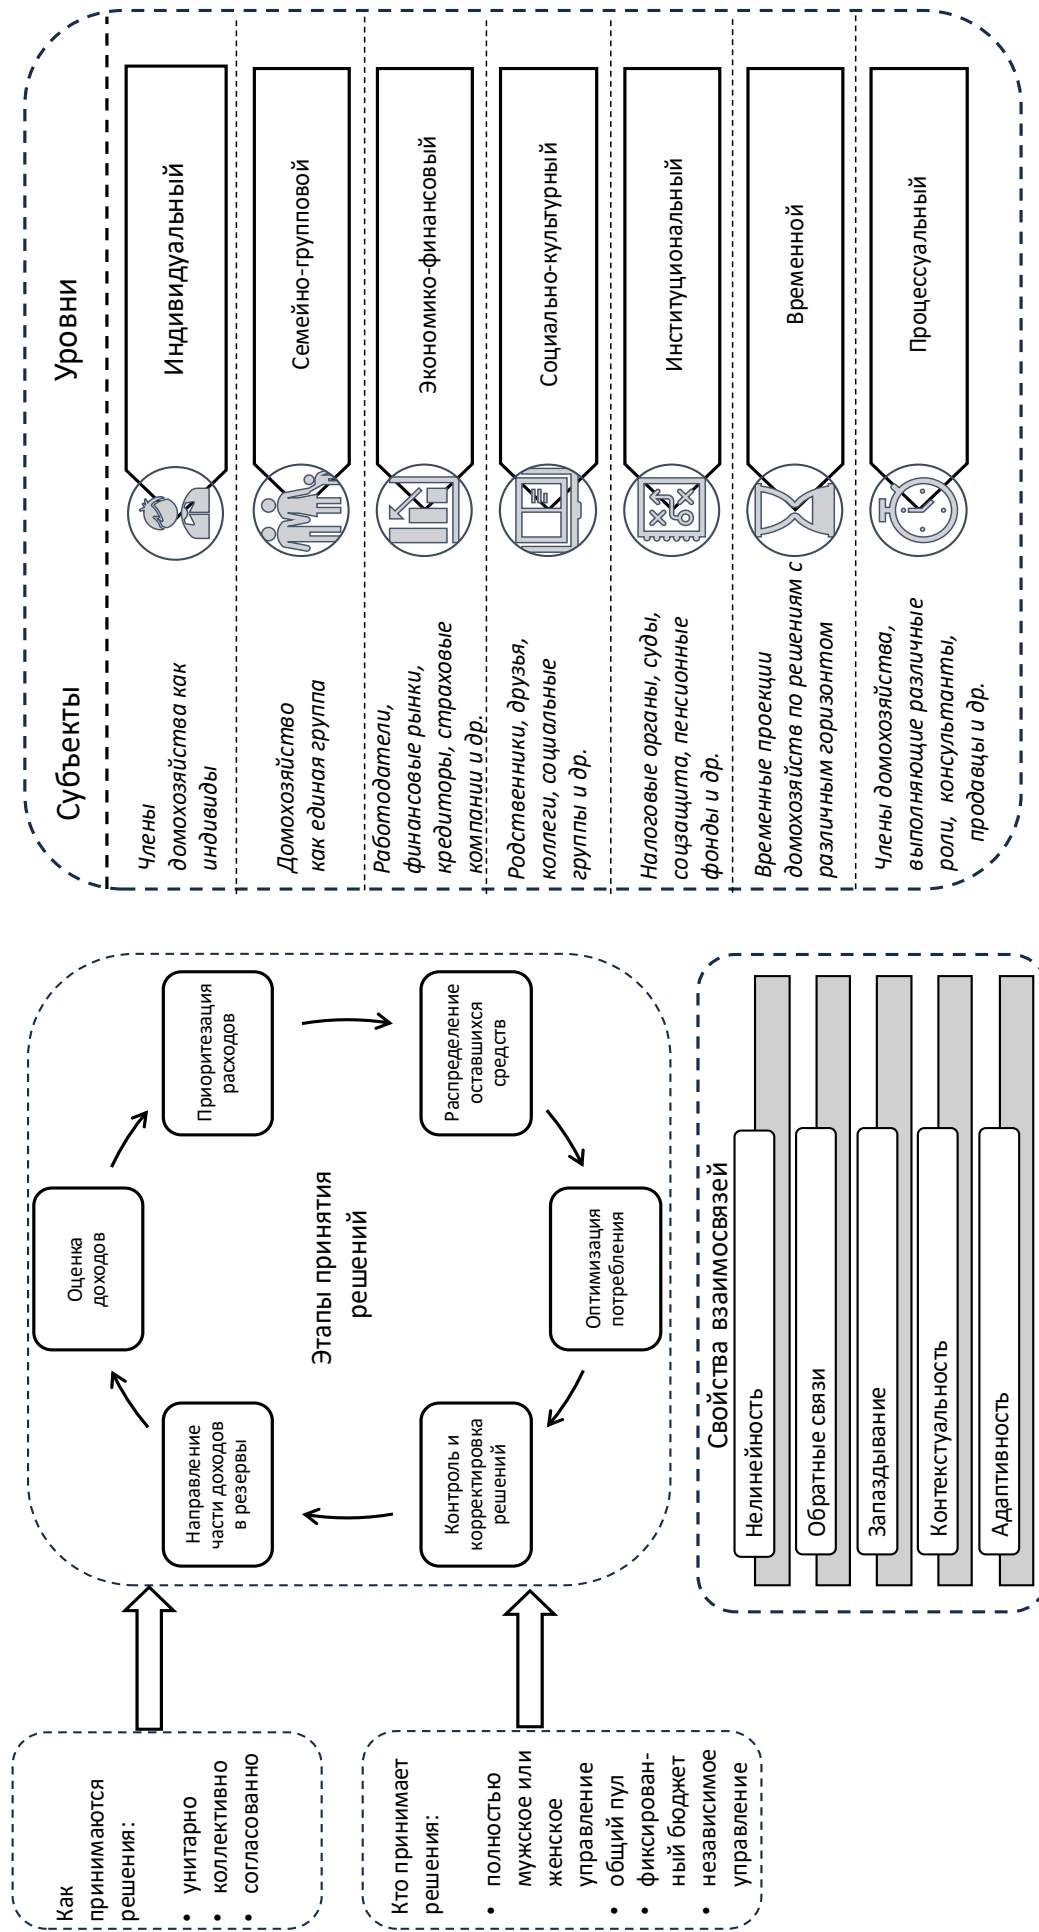 Как
принимаются
решения:
• унитарно
• коллективно
• согласованно
Кто принимает
решения:
• полностью
мужское или
женское
управление
• общий пул
• фиксирован-
ный бюджет
• независимое
управление
Этапы принятия
решений
Оценка
доходов
Приоритезация
расходов
Распределение
оставшихся
средств
Оптимизация
потребления
Контроль и
корректировка
решений
Направление
части доходов
в резервы
Свойства взаимосвязей
Нелинейность
Обратные связи
Запаздывание
Контекстуальность
Адаптивность
Субъекты
Уровни
Члены
домохозяйства как
индивиды
Индивидуальный
Домохозяйство
как единая группа
Семейно-групповой
Работодатели,
финансовые рынки,
кредиторы, страховые
компании и др.
Экономико-финансовый
Родственники, друзья,
коллеги, социальные
группы и др.
Социально-культурный
Налоговые органы, суды,
соцзащита, пенсионные
фонды и др.
Институциональный
Временные проекции
домохозяйств по решениям с
различным горизонтом
Временной
Члены домохозяйства,
выполняющие различные
роли, консультанты,
продавцы и др.
Процессуальный